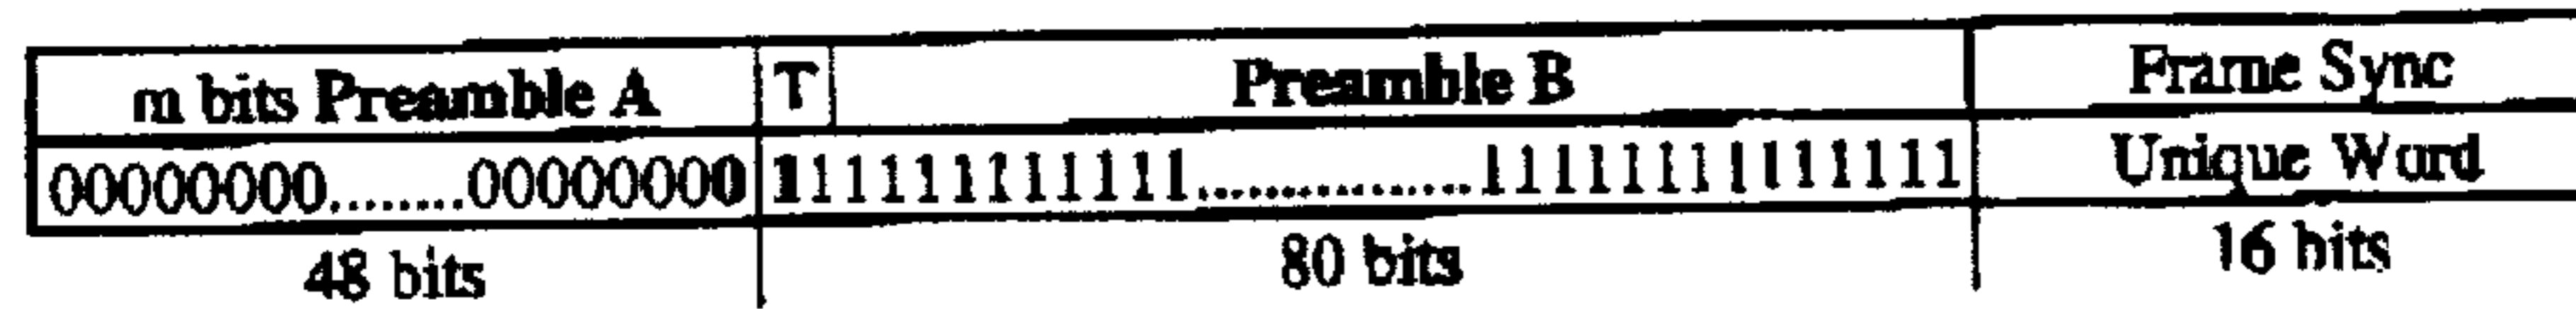 m bits Preamble A T Preamble B Frame Sync
00000000........00000000 111111111111................11111111111111 Unique Word
48 bits 80 bits 16 bits